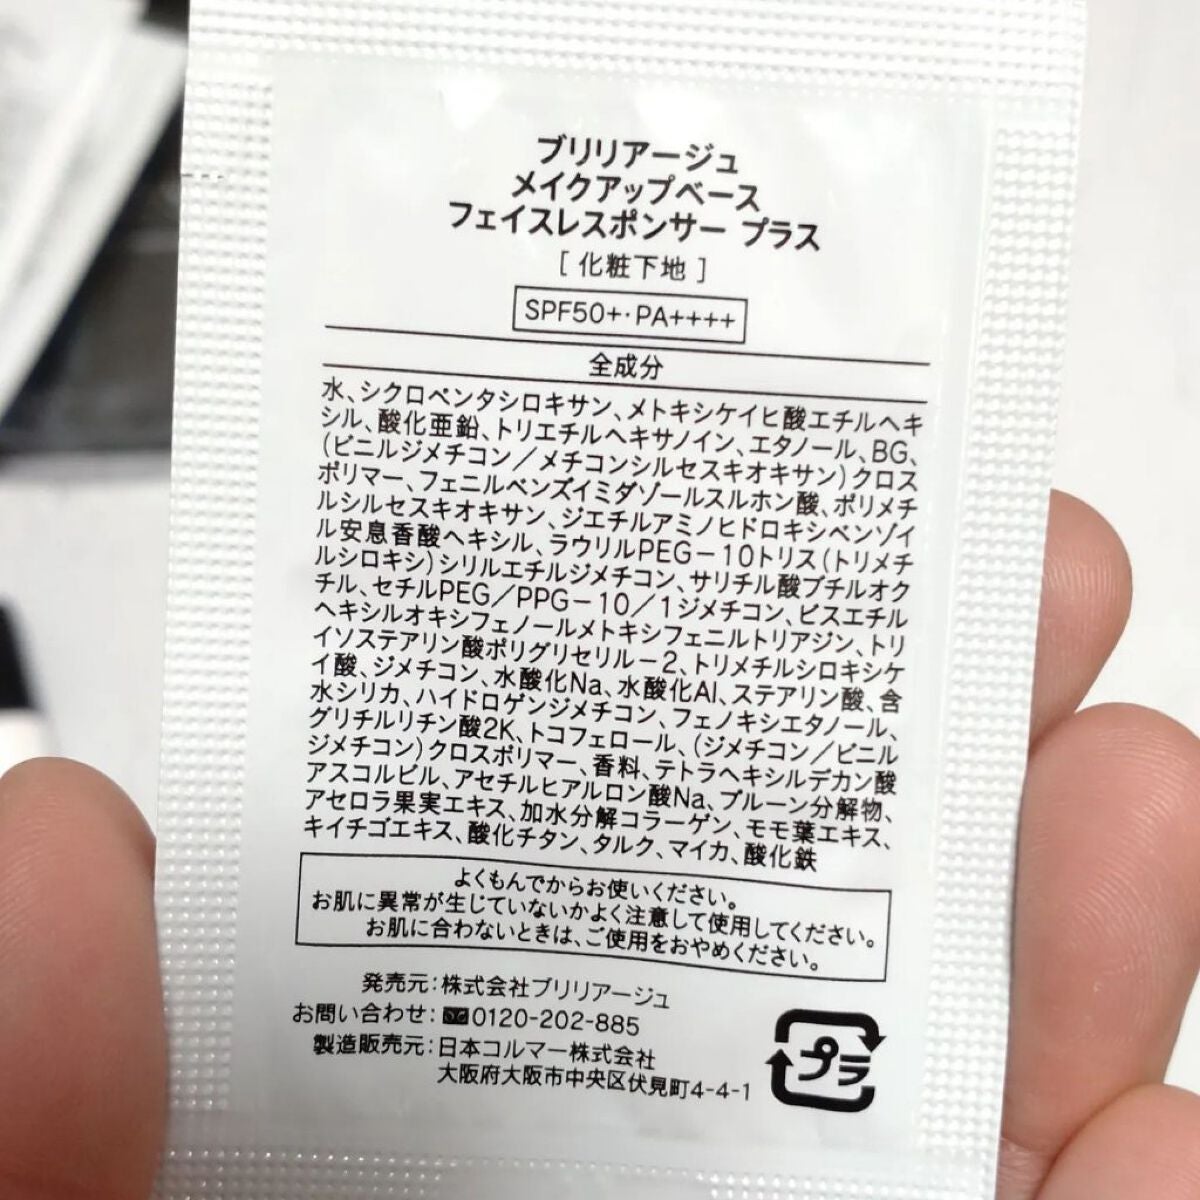 ブリリアージュ
メイクアップベース
フェイスレスポンサー プラス
[ 化粧下地 ]
SPF50+・PA++++
全成分
水、シクロペンタシロキサン、メトキシケイヒ酸エチルヘキ
シル、酸化亜鉛、トリエチルヘキサノイン、エタノール、BG、
(ビニルジメチコン/メチコンシルセスキオキサン)クロス
ポリマー、フェニルベンズイミダゾールスルホン酸、ポリメチ
ルシルセスキオキサン、ジエチルアミノヒドロキシベンゾイ
ル安息香酸ヘキシル、ラウリルPEG-10トリス(トリメチ
ルシロキシ)シリルエチルジメチコン、サリチル酸ブチルオク
チル、セチルPEG/PPG-10/1ジメチコン、ビスエチル
ヘキシルオキシフェノールメトキシフェニルトリアジン、トリ
イソステアリン酸ポリグリセリル-2、トリメチルシロキシケ
イ酸、ジメチコン、水酸化Na、水酸化Al、ステアリン酸、含
水シリカ、ハイドロゲンジメチコン、フェノキシエタノール、
グリチルリチン酸2K、トコフェロール、(ジメチコン/ビニル
ジメチコン)クロスポリマー、香料、テトラヘキシルデカン酸
アスコルビル、アセチルヒアルロン酸Na、プルーン分解物、
アセロラ果実エキス、加水分解コラーゲン、モモ葉エキス、
キイチゴエキス、酸化チタン、タルク、マイカ、酸化鉄
よくもんでからお使いください。
お肌に異常が生じていないかよく注意して使用してください。
お肌に合わないときは、ご使用をおやめください。
発売元:株式会社ブリリアージュ
お問い合わせ:0120-202-885
製造販売元:日本コルマー株式会社
大阪府大阪市中央区伏見町4-4-1
プラ